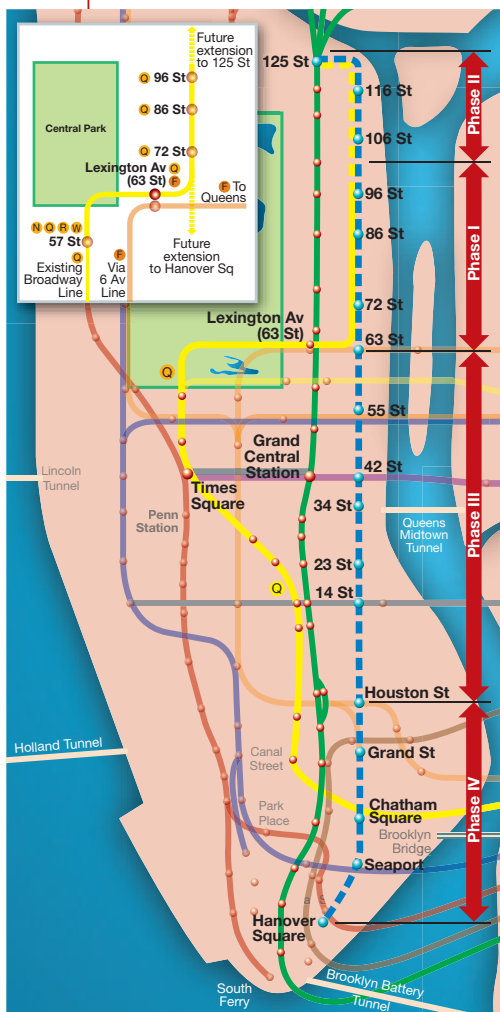 Future
extension
to 125 St
Q 96 St
Q 86 St
Central Park
Q 72 St
Lexington Av Q
(63 St) F
F To
Queens
N Q R W
57 St
Q
Existing
Broadway
Line
F
Via
6 Av
Line
Future
extension
to Hanover Sq
125 St
116 St
106 St
96 St
86 St
72 St
Lexington Av
(63 St)
63 St
Q
55 St
Grand
Central
Station
42 St
Lincoln
Tunnel
Times
Square
34 St
Penn
Station
Queens
Midtown
Tunnel
23 St
Q
14 St
Houston St
Holland Tunnel
Canal
Street
Grand St
Park
Place
Chatham
Square
Brooklyn
Bridge
Seaport
Hanover
Square
South
Ferry
Brooklyn Battery
Tunnel
Phase II
Phase I
Phase III
Phase IV